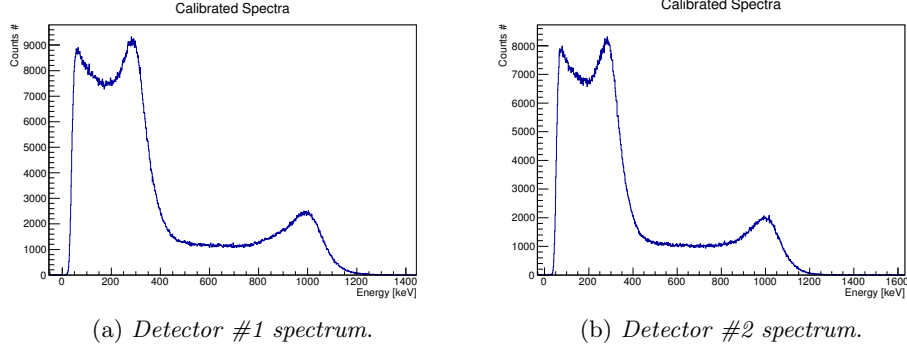 Calibrated Spectra
Counts #
9000
8000
7000
6000
5000
4000
3000
2000
1000
0
0 200 400 600 800 1000 1200 1400
Energy [keV]
(a) Detector #1 spectrum.
Calibrated Spectra
Counts #
8000
7000
6000
5000
4000
3000
2000
1000
0
0 200 400 600 800 1000 1200 1400 1600
Energy [keV]
(b) Detector #2 spectrum.